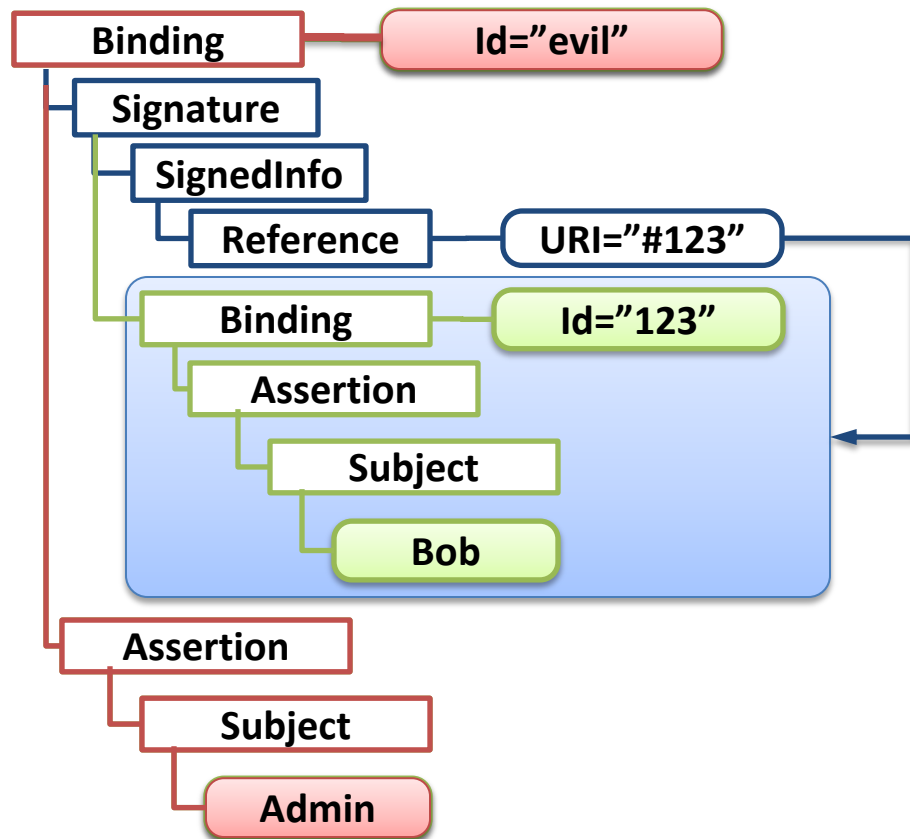 Binding
Id=”evil”
Signature
SignedInfo
Reference
URI=”#123”
Binding
Id=”123”
Assertion
Subject
Bob
Assertion
Subject
Admin